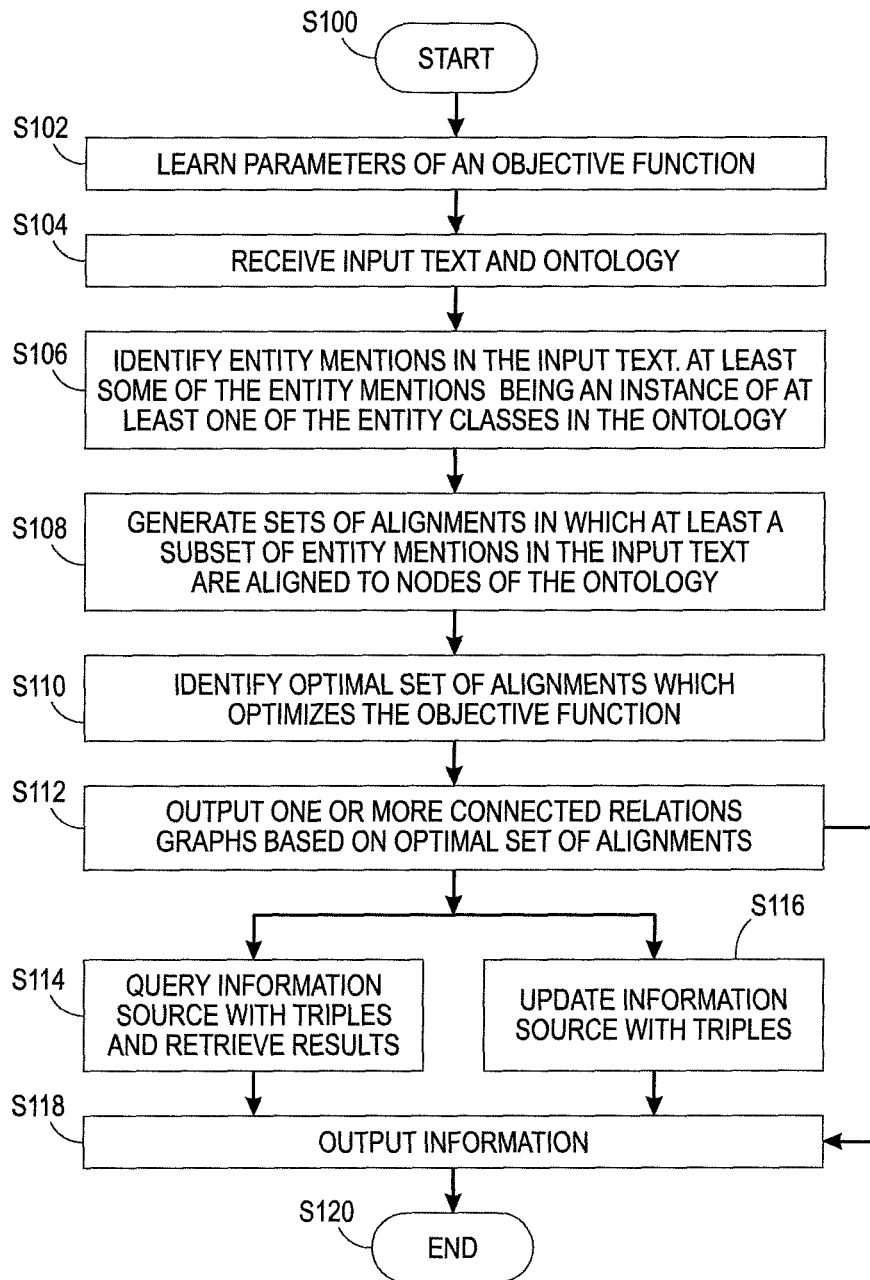 S100
START
S102
LEARN PARAMETERS OF AN OBJECTIVE FUNCTION
S104
RECEIVE INPUT TEXT AND ONTOLOGY
S106
IDENTIFY ENTITY MENTIONS IN THE INPUT TEXT. AT LEAST
SOME OF THE ENTITY MENTIONS BEING AN INSTANCE OF AT
LEAST ONE OF THE ENTITY CLASSES IN THE ONTOLOGY
S108
GENERATE SETS OF ALIGNMENTS IN WHICH AT LEAST A
SUBSET OF ENTITY MENTIONS IN THE INPUT TEXT
ARE ALIGNED TO NODES OF THE ONTOLOGY
S110
IDENTIFY OPTIMAL SET OF ALIGNMENTS WHICH
OPTIMIZES THE OBJECTIVE FUNCTION
S112
OUTPUT ONE OR MORE CONNECTED RELATIONS
GRAPHS BASED ON OPTIMAL SET OF ALIGNMENTS
S114
QUERY INFORMATION
SOURCE WITH TRIPLES
AND RETRIEVE RESULTS
S116
UPDATE INFORMATION
SOURCE WITH TRIPLES
S118
OUTPUT INFORMATION
S120
END